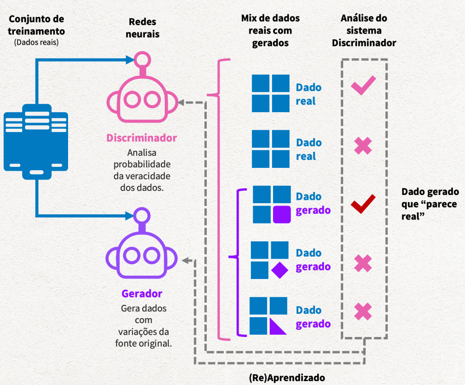 Conjunto de
treinamento
(Dados reais)
Redes
neurais
Mix de dados
reais com
gerados
Análise do
sistema
Discriminador
Discriminador
Analisa
probabilidade
da veracidade
dos dados.
Gerador
Gera dados
com
variações da
fonte original.
Dado
real
Dado
real
Dado
gerado
Dado
gerado
Dado
gerado
Dado gerado
que “parece
real”
(Re)Aprendizado